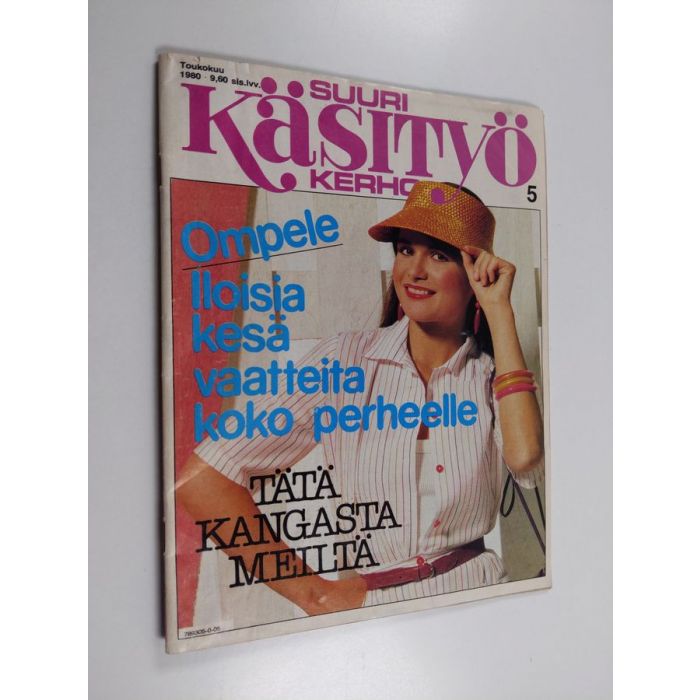 Toukokuu
1980 · 9,60 sis.lvv.
SUURI
KÄSITYÖ
KERHO
5
Ompele
Iloisia
kesä
vaatteita
koko perheelle
TÄTÄ
KANGASTA
MEILTÄ